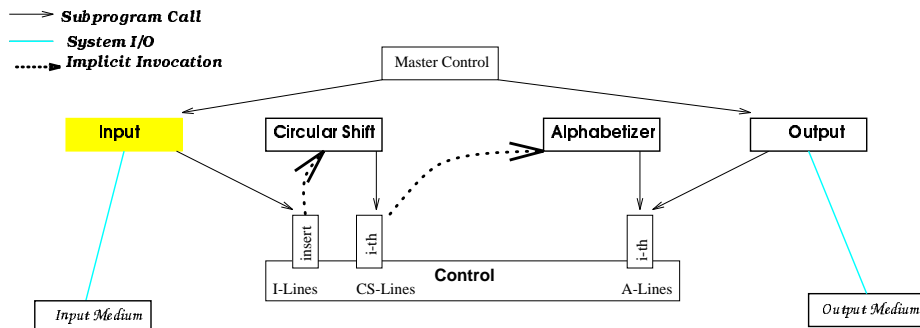 Subprogram Call
System I/O
Implicit Invocation
Master Control
Input
Circular Shift
Alphabetizer
Output
insert
i-th
i-th
Control
I-Lines
CS-Lines
A-Lines
Input Medium
Output Medium